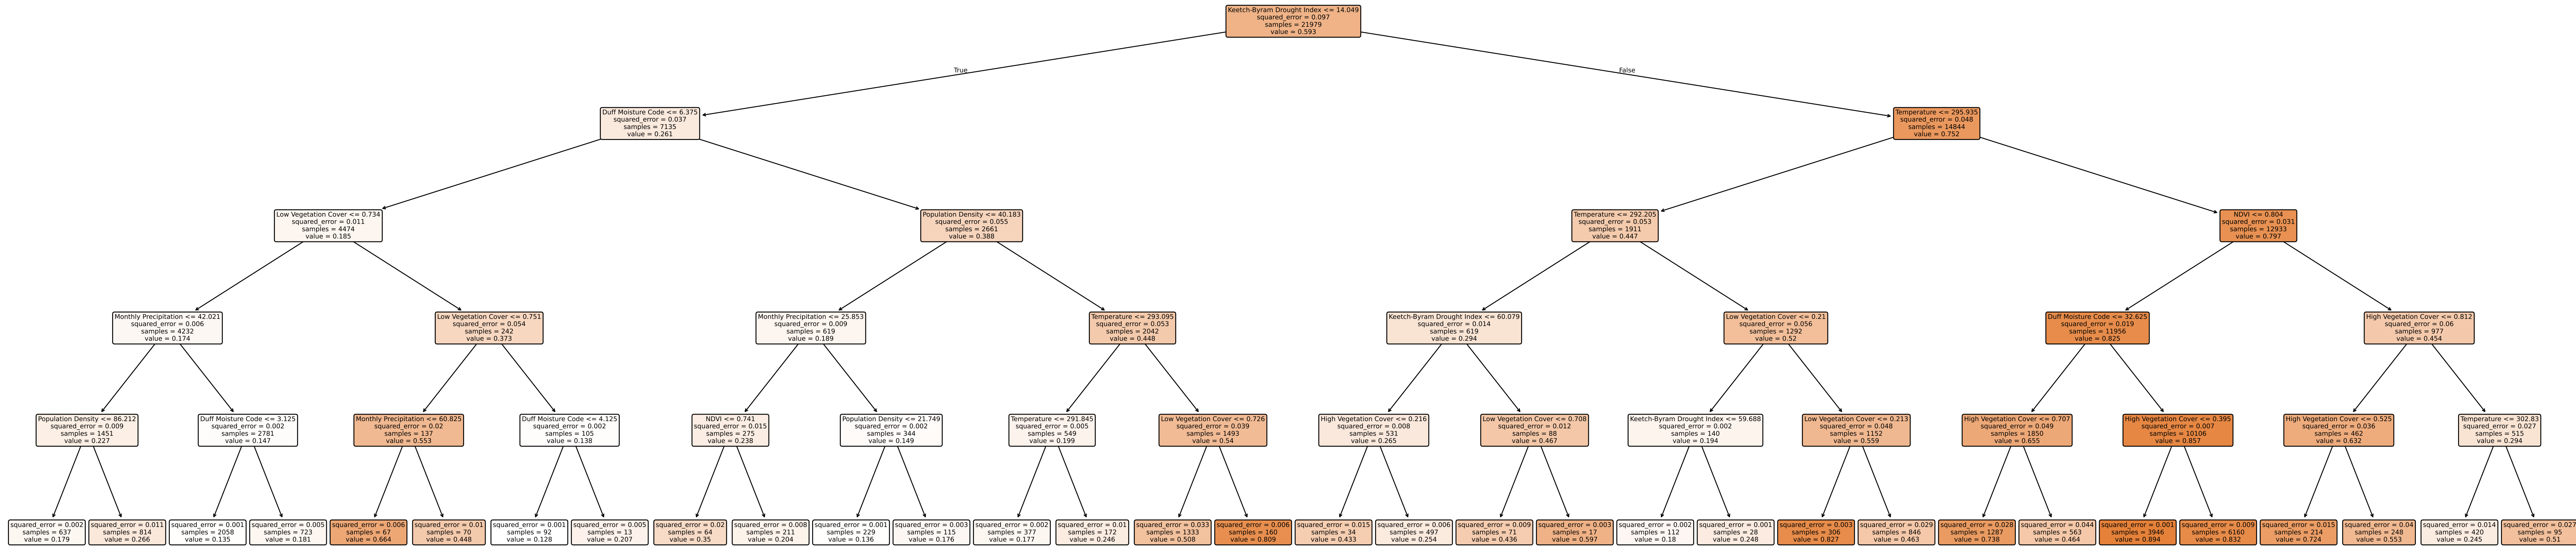 Keetch-Byram Drought Index <= 14.049
squared_error = 0.097
samples = 21979
value = 0.593
True
False
Duff Moisture Code <= 6.375
squared_error = 0.037
samples = 7135
value = 0.261
Temperature <= 295.935
squared_error = 0.048
samples = 14844
value = 0.752
Low Vegetation Cover <= 0.734
squared_error = 0.011
samples = 4474
value = 0.185
Population Density <= 40.183
squared_error = 0.055
samples = 2661
value = 0.388
Temperature <= 292.205
squared_error = 0.053
samples = 1911
value = 0.447
NDVI <= 0.804
squared_error = 0.031
samples = 12933
value = 0.797
Monthly Precipitation <= 42.021
squared_error = 0.006
samples = 4232
value = 0.174
Low Vegetation Cover <= 0.751
squared_error = 0.054
samples = 242
value = 0.373
Monthly Precipitation <= 25.853
squared_error = 0.009
samples = 619
value = 0.189
Temperature <= 293.095
squared_error = 0.053
samples = 2042
value = 0.448
Keetch-Byram Drought Index <= 60.079
squared_error = 0.014
samples = 619
value = 0.294
Low Vegetation Cover <= 0.21
squared_error = 0.056
samples = 1292
value = 0.52
Duff Moisture Code <= 32.625
squared_error = 0.019
samples = 11956
value = 0.825
High Vegetation Cover <= 0.812
squared_error = 0.06
samples = 977
value = 0.454
Population Density <= 86.212
squared_error = 0.009
samples = 1451
value = 0.227
Duff Moisture Code <= 3.125
squared_error = 0.002
samples = 2781
value = 0.147
Monthly Precipitation <= 60.825
squared_error = 0.02
samples = 137
value = 0.553
Duff Moisture Code <= 4.125
squared_error = 0.002
samples = 105
value = 0.138
NDVI <= 0.741
squared_error = 0.015
samples = 275
value = 0.238
Population Density <= 21.749
squared_error = 0.002
samples = 344
value = 0.149
Temperature <= 291.845
squared_error = 0.005
samples = 549
value = 0.199
Low Vegetation Cover <= 0.726
squared_error = 0.039
samples = 1493
value = 0.54
High Vegetation Cover <= 0.216
squared_error = 0.008
samples = 531
value = 0.265
Low Vegetation Cover <= 0.708
squared_error = 0.012
samples = 88
value = 0.467
Keetch-Byram Drought Index <= 59.688
squared_error = 0.002
samples = 140
value = 0.194
Low Vegetation Cover <= 0.213
squared_error = 0.048
samples = 1152
value = 0.559
High Vegetation Cover <= 0.707
squared_error = 0.049
samples = 1850
value = 0.655
High Vegetation Cover <= 0.395
squared_error = 0.007
samples = 10106
value = 0.857
High Vegetation Cover <= 0.525
squared_error = 0.036
samples = 462
value = 0.632
Temperature <= 302.83
squared_error = 0.027
samples = 515
value = 0.294
squared_error = 0.002
samples = 637
value = 0.179
squared_error = 0.011
samples = 814
value = 0.266
squared_error = 0.001
samples = 2058
value = 0.135
squared_error = 0.005
samples = 723
value = 0.181
squared_error = 0.006
samples = 67
value = 0.664
squared_error = 0.01
samples = 70
value = 0.448
squared_error = 0.001
samples = 92
value = 0.128
squared_error = 0.005
samples = 13
value = 0.207
squared_error = 0.02
samples = 64
value = 0.35
squared_error = 0.008
samples = 211
value = 0.204
squared_error = 0.001
samples = 229
value = 0.136
squared_error = 0.003
samples = 115
value = 0.176
squared_error = 0.002
samples = 377
value = 0.177
squared_error = 0.01
samples = 172
value = 0.246
squared_error = 0.033
samples = 1333
value = 0.508
squared_error = 0.006
samples = 160
value = 0.809
squared_error = 0.015
samples = 34
value = 0.433
squared_error = 0.006
samples = 497
value = 0.254
squared_error = 0.009
samples = 71
value = 0.436
squared_error = 0.003
samples = 17
value = 0.597
squared_error = 0.002
samples = 112
value = 0.18
squared_error = 0.001
samples = 28
value = 0.248
squared_error = 0.003
samples = 306
value = 0.827
squared_error = 0.029
samples = 846
value = 0.463
squared_error = 0.028
samples = 1287
value = 0.738
squared_error = 0.044
samples = 563
value = 0.464
squared_error = 0.001
samples = 3946
value = 0.894
squared_error = 0.009
samples = 6160
value = 0.832
squared_error = 0.015
samples = 214
value = 0.724
squared_error = 0.04
samples = 248
value = 0.553
squared_error = 0.014
samples = 420
value = 0.245
squared_error = 0.027
samples = 95
value = 0.51